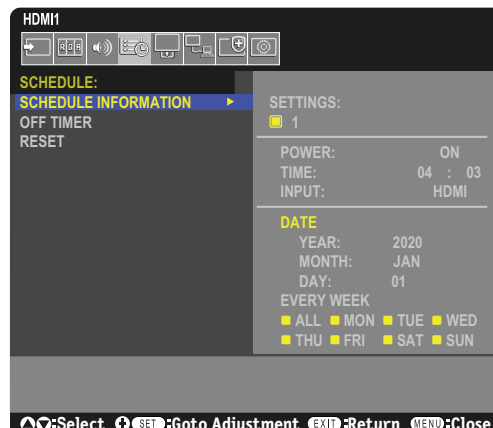 HDMI1
RGB
SCHEDULE:
SCHEDULE INFORMATION
OFF TIMER
RESET
SETTINGS:
1
POWER: ON
TIME: 04 : 03
INPUT: HDMI
DATE
YEAR: 2020
MONTH: JAN
DAY: 01
EVERY WEEK
ALL MON TUE WED
THU FRI SAT SUN
:Select SET :Goto Adjustment EXIT :Return MENU :Close